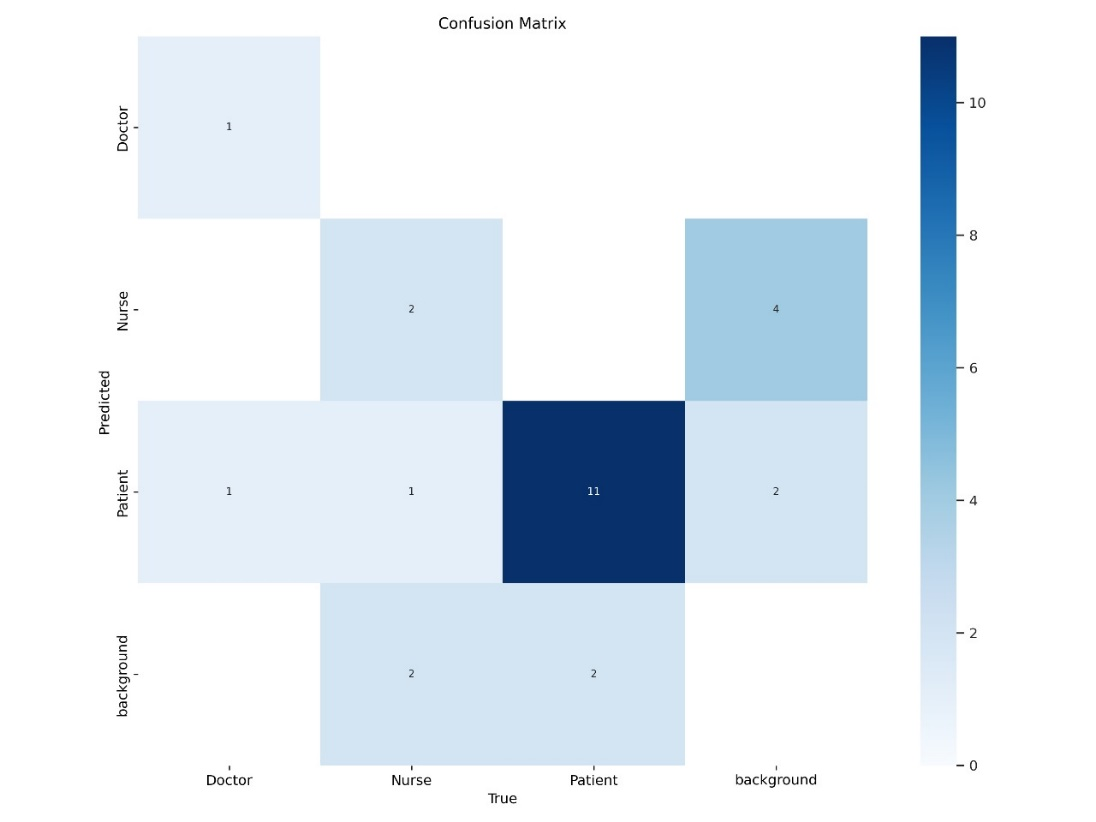 Confusion Matrix
Doctor
1
Nurse
2
4
Predicted
Patient
1
1
11
2
background
2
2
Doctor
Nurse
Patient
background
True
10
8
6
4
2
0